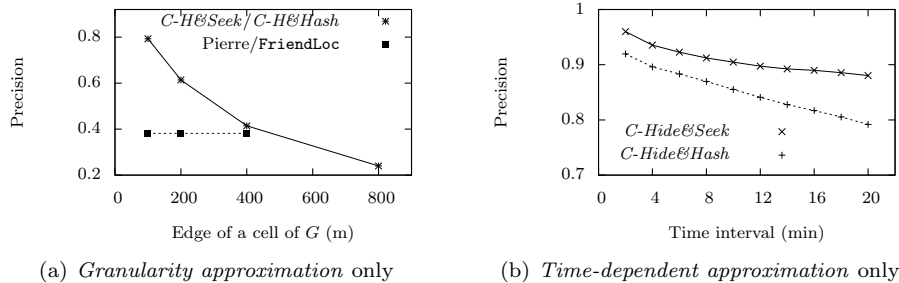 C-H&Seek/C-H&Hash
Pierre/FriendLoc
Precision
0.8
0.6
0.4
0.2
0 200 400 600 800
Edge of a cell of G (m)
(a) Granularity approximation only
Precision
1
0.9
0.8
0.7
C-Hide&Seek
C-Hide&Hash
0 4 8 12 16 20
Time interval (min)
(b) Time-dependent approximation only